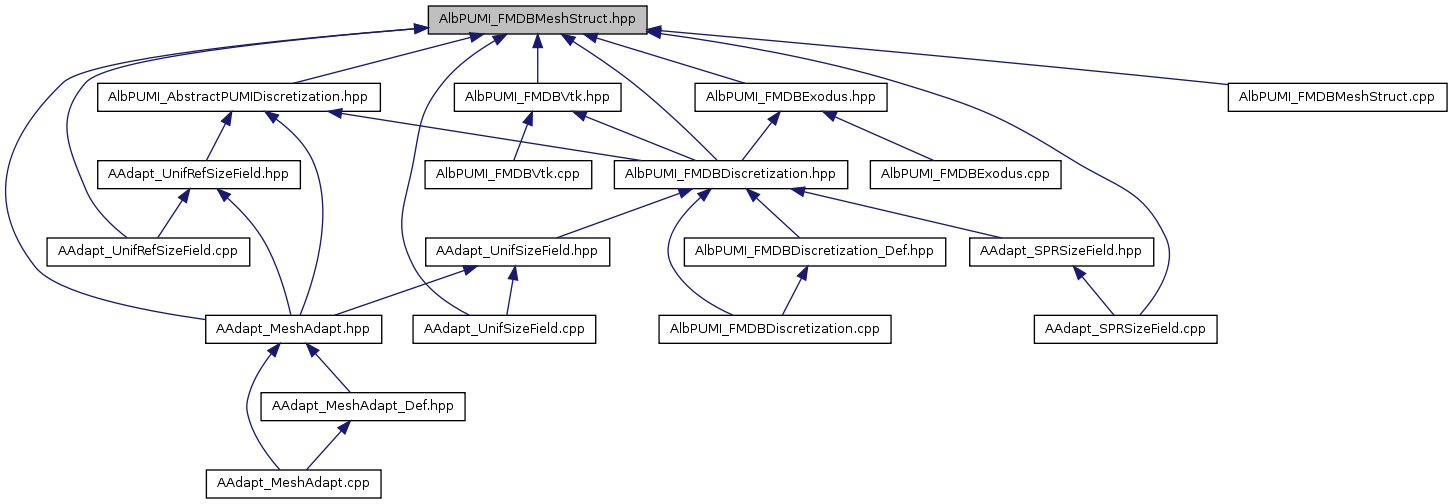 AlbPUMI_FMDBMeshStruct.hpp
AlbPUMI_AbstractPUMIDiscretization.hpp
AlbPUMI_FMDBVtk.hpp
AlbPUMI_FMDBExodus.hpp
AlbPUMI_FMDBMeshStruct.cpp
AAdapt_UnifRefSizeField.hpp
AlbPUMI_FMDBVtk.cpp
AlbPUMI_FMDBDiscretization.hpp
AlbPUMI_FMDBExodus.cpp
AAdapt_UnifRefSizeField.cpp
AAdapt_UnifSizeField.hpp
AlbPUMI_FMDBDiscretization_Def.hpp
AAdapt_SPRSizeField.hpp
AAdapt_MeshAdapt.hpp
AAdapt_UnifSizeField.cpp
AlbPUMI_FMDBDiscretization.cpp
AAdapt_SPRSizeField.cpp
AAdapt_MeshAdapt_Def.hpp
AAdapt_MeshAdapt.cpp